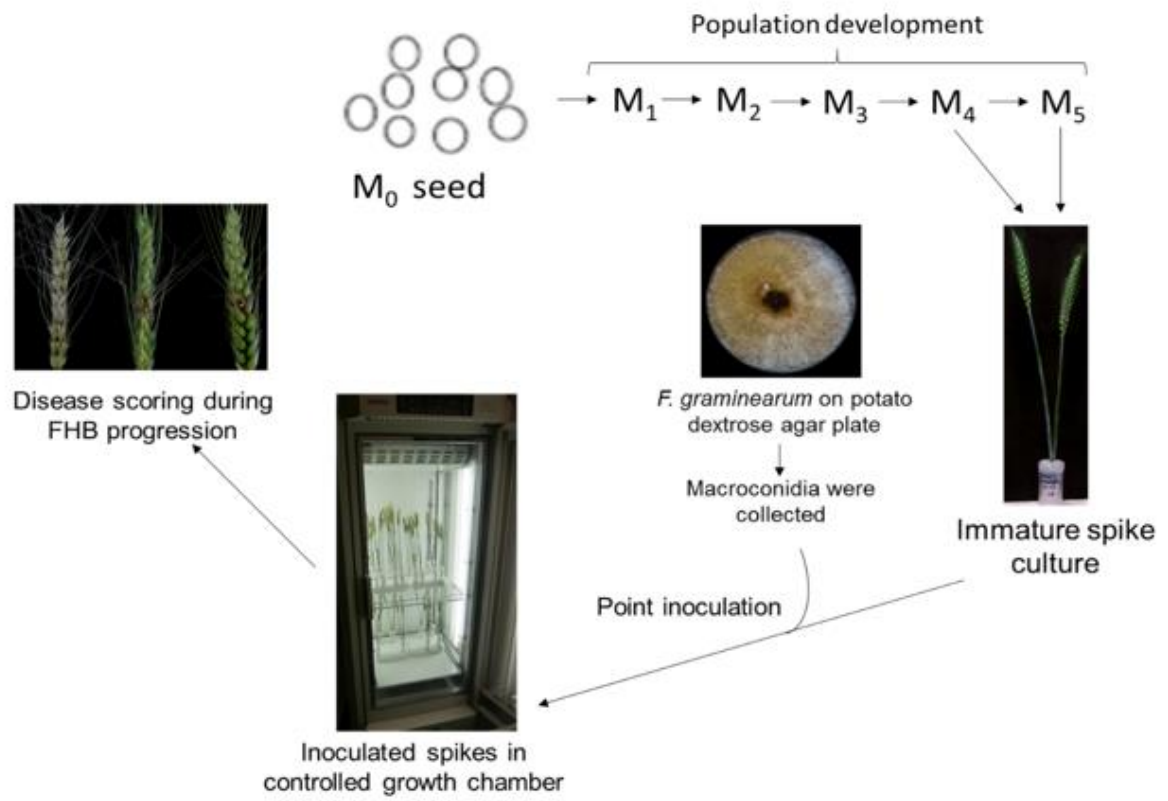 Population development
M₁ M₂ M₃ M₄ M₅
M₀ seed
Disease scoring during
FHB progression
F. graminearum on potato
dextrose agar plate
Macroconidia were
collected
Immature spike
culture
Point inoculation
Inoculated spikes in
controlled growth chamber